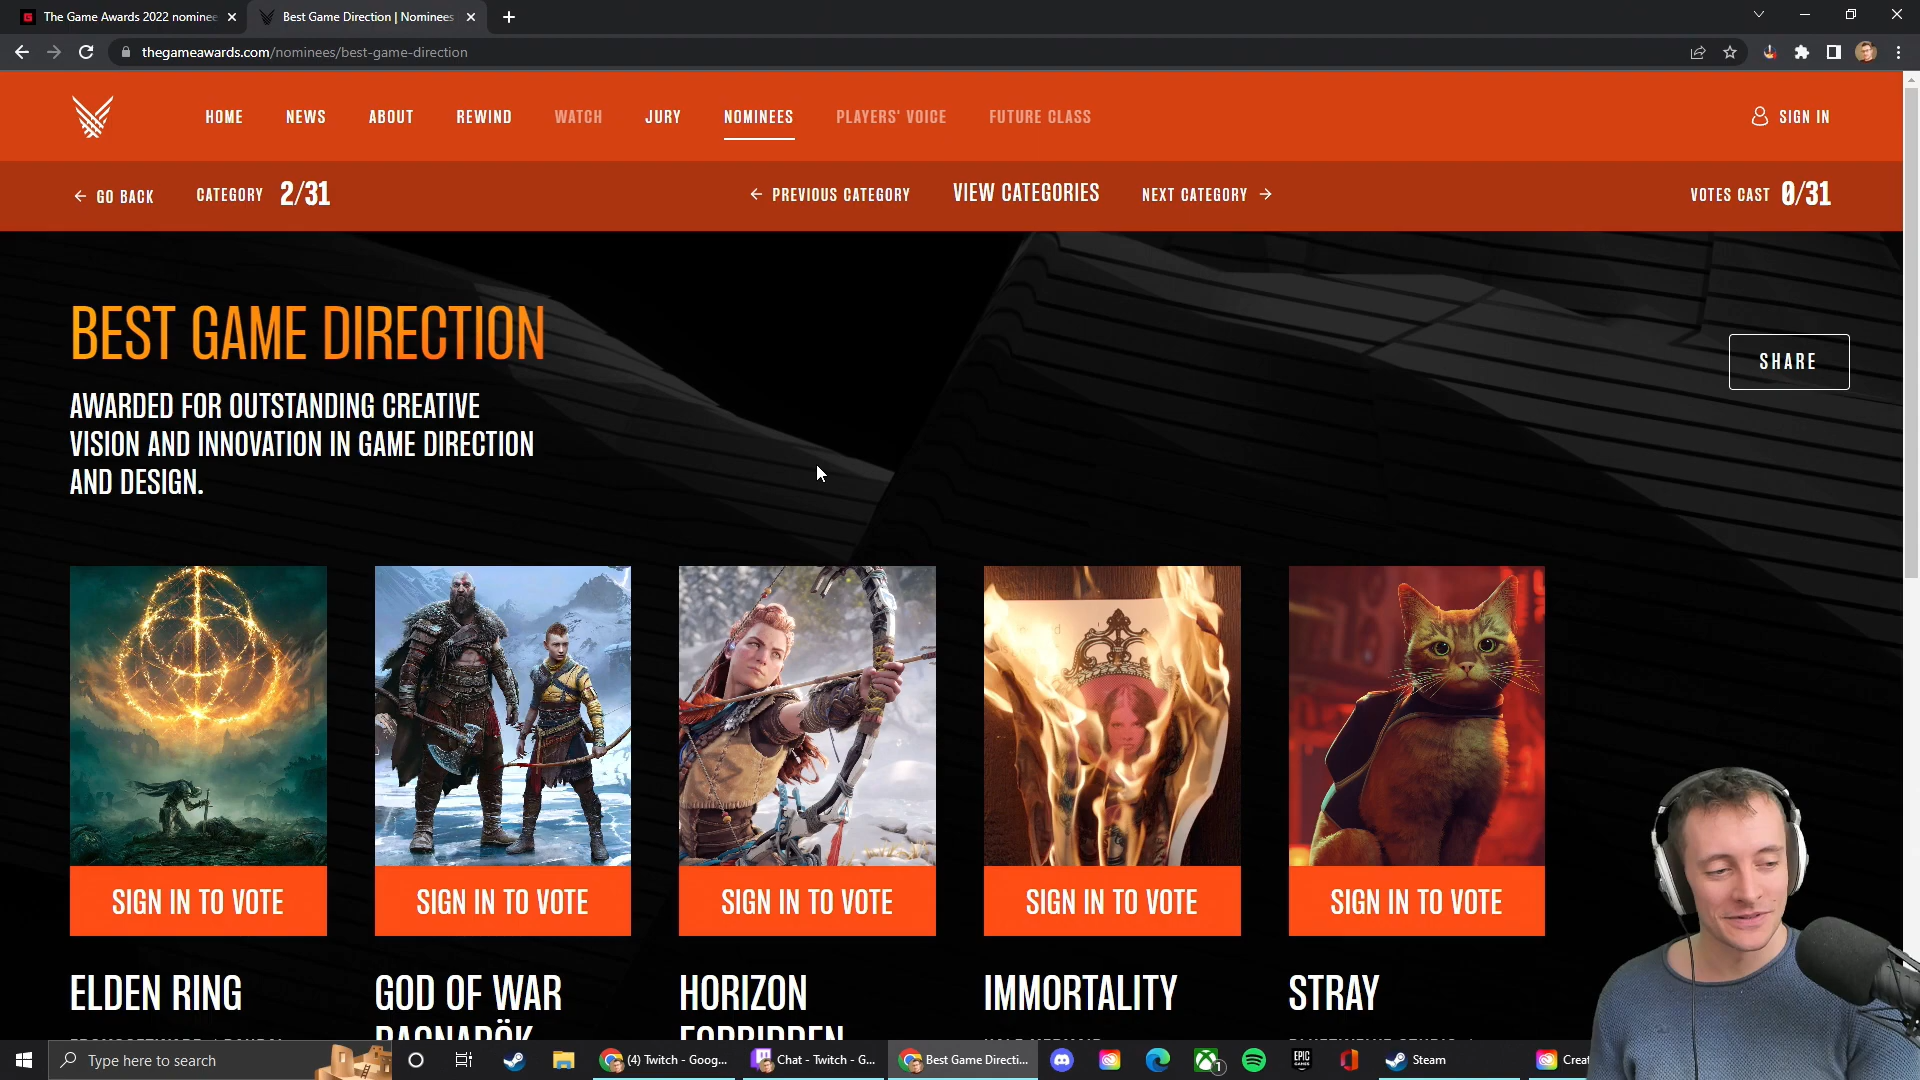 The Game Awards 2022 nominee
Best Game Direction | Nominees
thegameawards.com/nominees/best-game-direction
HOME NEWS ABOUT REWIND WATCH JURY NOMINEES PLAYERS' VOICE FUTURE CLASS SIGN IN
← GO BACK CATEGORY 2/31 ← PREVIOUS CATEGORY VIEW CATEGORIES NEXT CATEGORY → VOTES CAST 0/31
BEST GAME DIRECTION
SHARE
AWARDED FOR OUTSTANDING CREATIVE
VISION AND INNOVATION IN GAME DIRECTION
AND DESIGN.
SIGN IN TO VOTE SIGN IN TO VOTE SIGN IN TO VOTE SIGN IN TO VOTE SIGN IN TO VOTE
ELDEN RING GOD OF WAR HORIZON IMMORTALITY STRAY
RAGNARÖK FORBIDDEN
Type here to search (4) Twitch - Goog... Chat - Twitch - G... Best Game Directi... 1 EPIC GAMES Steam Creat